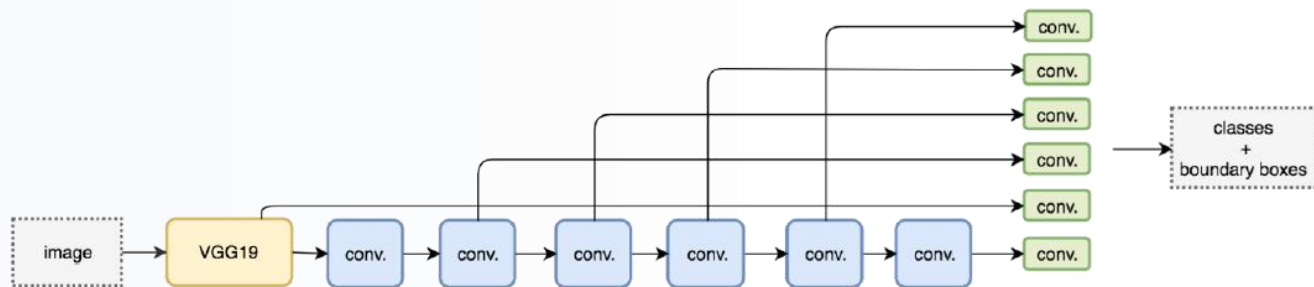 conv.
conv.
conv.
conv.
classes
+
boundary boxes
conv.
image
VGG19
conv.
conv.
conv.
conv.
conv.
conv.
conv.